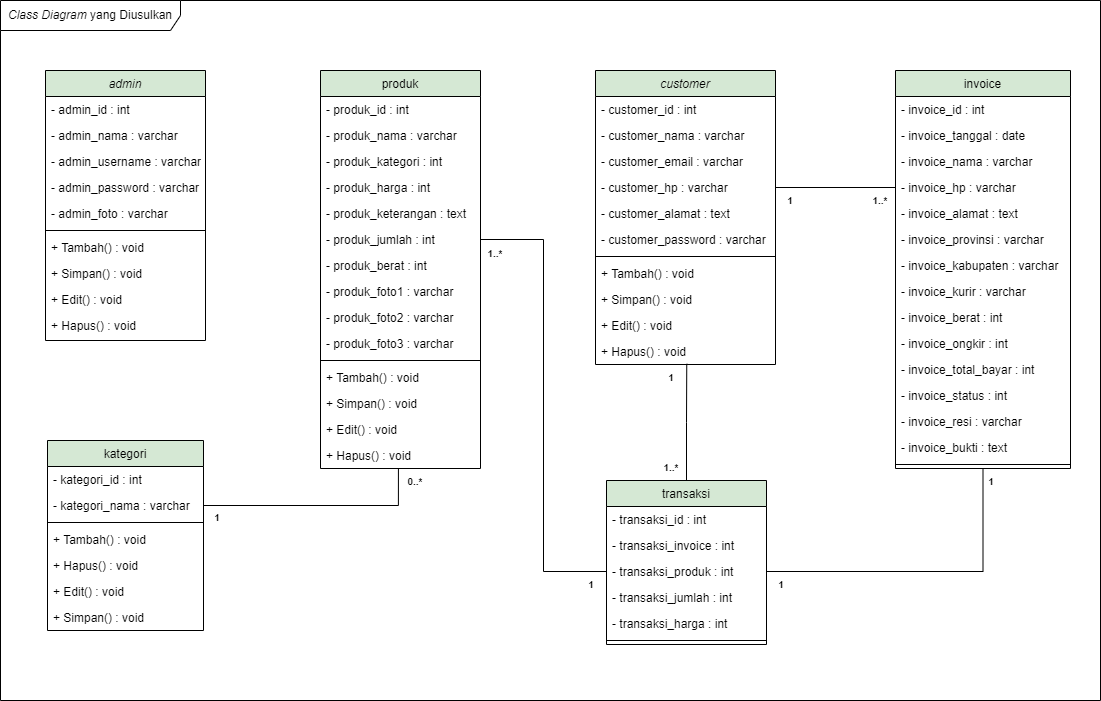 Class Diagram yang Diusulkan
admin
- admin_id : int
- admin_nama : varchar
- admin_username : varchar
- admin_password : varchar
- admin_foto : varchar
+ Tambah() : void
+ Simpan() : void
+ Edit() : void
+ Hapus() : void
produk
- produk_id : int
- produk_nama : varchar
- produk_kategori : int
- produk_harga : int
- produk_keterangan : text
- produk_jumlah : int
- produk_berat : int
- produk_foto1 : varchar
- produk_foto2 : varchar
- produk_foto3 : varchar
+ Tambah() : void
+ Simpan() : void
+ Edit() : void
+ Hapus() : void
customer
- customer_id : int
- customer_nama : varchar
- customer_email : varchar
- customer_hp : varchar
- customer_alamat : text
- customer_password : varchar
+ Tambah() : void
+ Simpan() : void
+ Edit() : void
+ Hapus() : void
invoice
- invoice_id : int
- invoice_tanggal : date
- invoice_nama : varchar
- invoice_hp : varchar
- invoice_alamat : text
- invoice_provinsi : varchar
- invoice_kabupaten : varchar
- invoice_kurir : varchar
- invoice_berat : int
- invoice_ongkir : int
- invoice_total_bayar : int
- invoice_status : int
- invoice_resi : varchar
- invoice_bukti : text
1
1..*
1..*
1
1..*
1
0..*
1
1
1
kategori
- kategori_id : int
- kategori_nama : varchar
+ Tambah() : void
+ Hapus() : void
+ Edit() : void
+ Simpan() : void
transaksi
- transaksi_id : int
- transaksi_invoice : int
- transaksi_produk : int
- transaksi_jumlah : int
- transaksi_harga : int